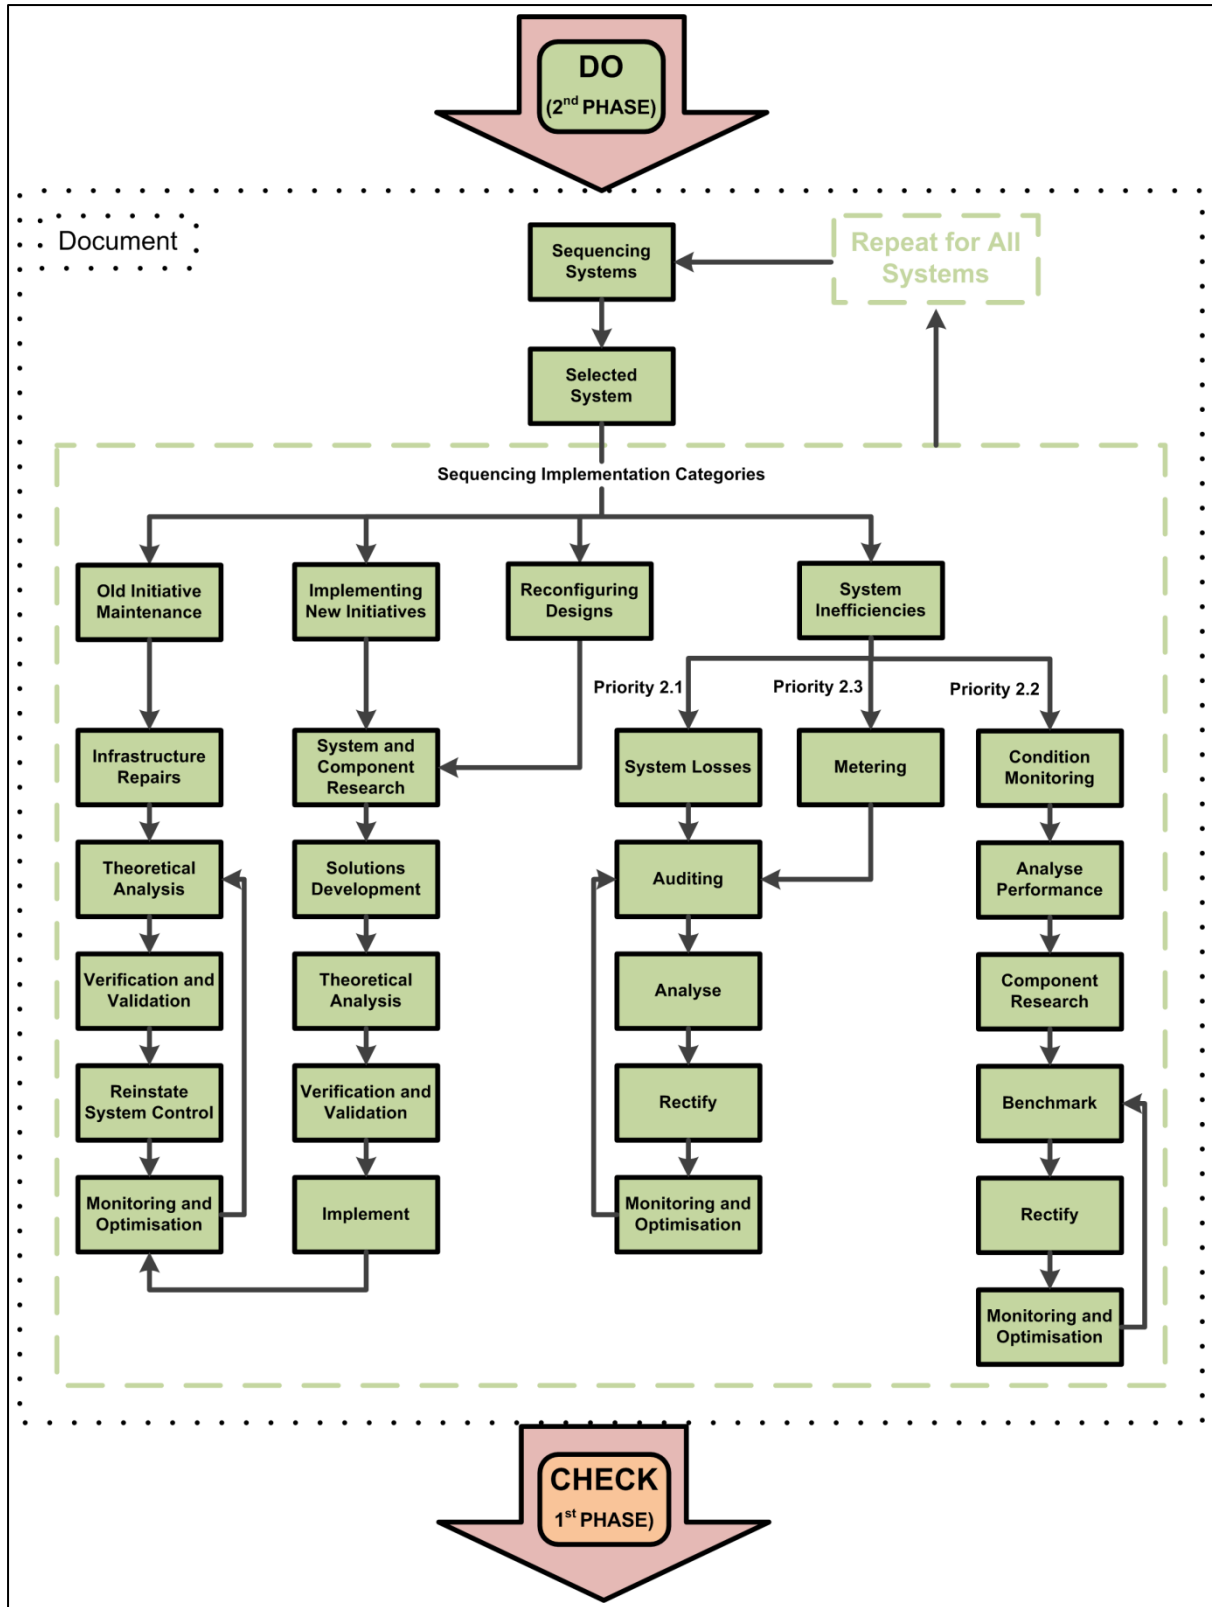 DO
(2nd PHASE)
Document
Sequencing
Systems
Repeat for All
Systems
Selected
System
Sequencing Implementation Categories
Old Initiative
Maintenance
Implementing
New Initiatives
Reconfiguring
Designs
System
Inefficiencies
Priority 2.1
Priority 2.3
Priority 2.2
Infrastructure
Repairs
System and
Component
Research
System Losses
Metering
Condition
Monitoring
Theoretical
Analysis
Solutions
Development
Auditing
Analyse
Performance
Verification and
Validation
Theoretical
Analysis
Analyse
Component
Research
Reinstate
System Control
Verification and
Validation
Rectify
Benchmark
Monitoring and
Optimisation
Implement
Monitoring and
Optimisation
Rectify
Monitoring and
Optimisation
CHECK
1st PHASE)